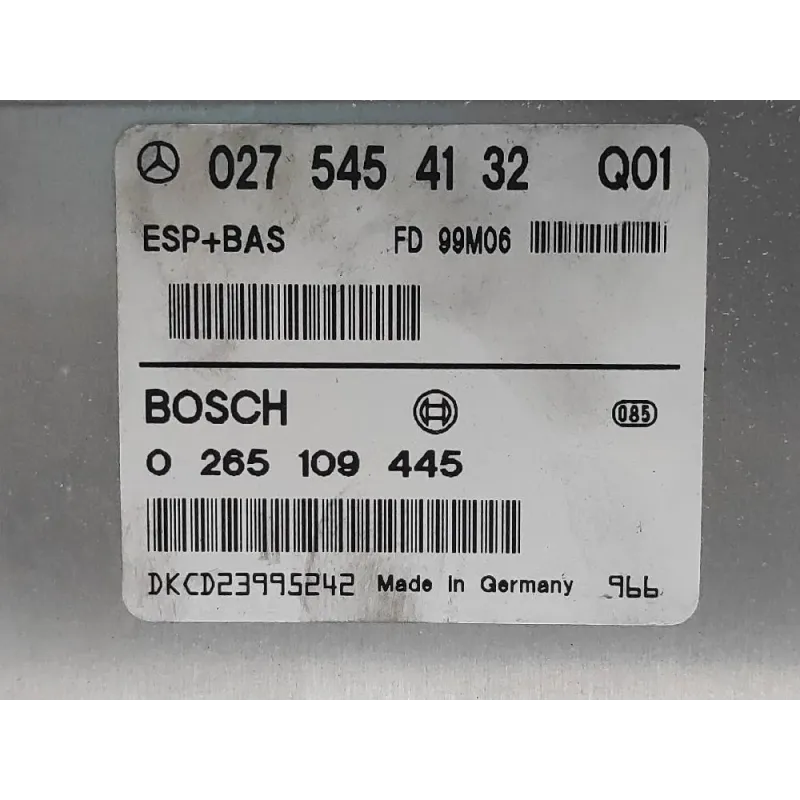 027 545 41 32 Q01
ESP+BAS FD 99M06
BOSCH 085
0 265 109 445
DKCD23995242 Made in Germany 966